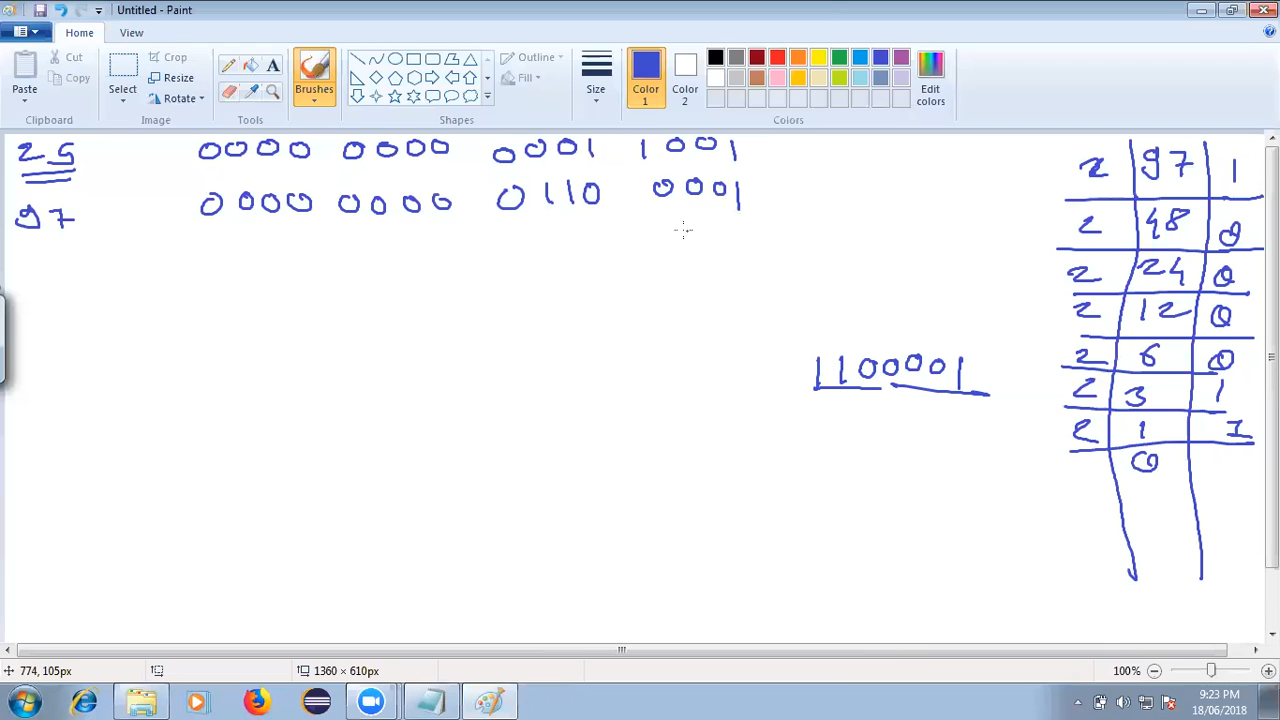 Untitled - Paint
Home View
Paste
Cut
Copy
Clipboard
Select
Crop
Resize
Rotate
Image
Tools
Brushes
Outline
Fill
Shapes
Size
Color 1
Color 2
Edit colors
Colors
25 0000 0000 0001 1001
97 0000 0000 0110 0001
1100001
2 97 1
2 48 0
2 24 0
2 12 0
2 6 0
2 3 1
2 1 1
0
774, 105px
1360 × 610px
100%
9:23 PM
18/06/2018